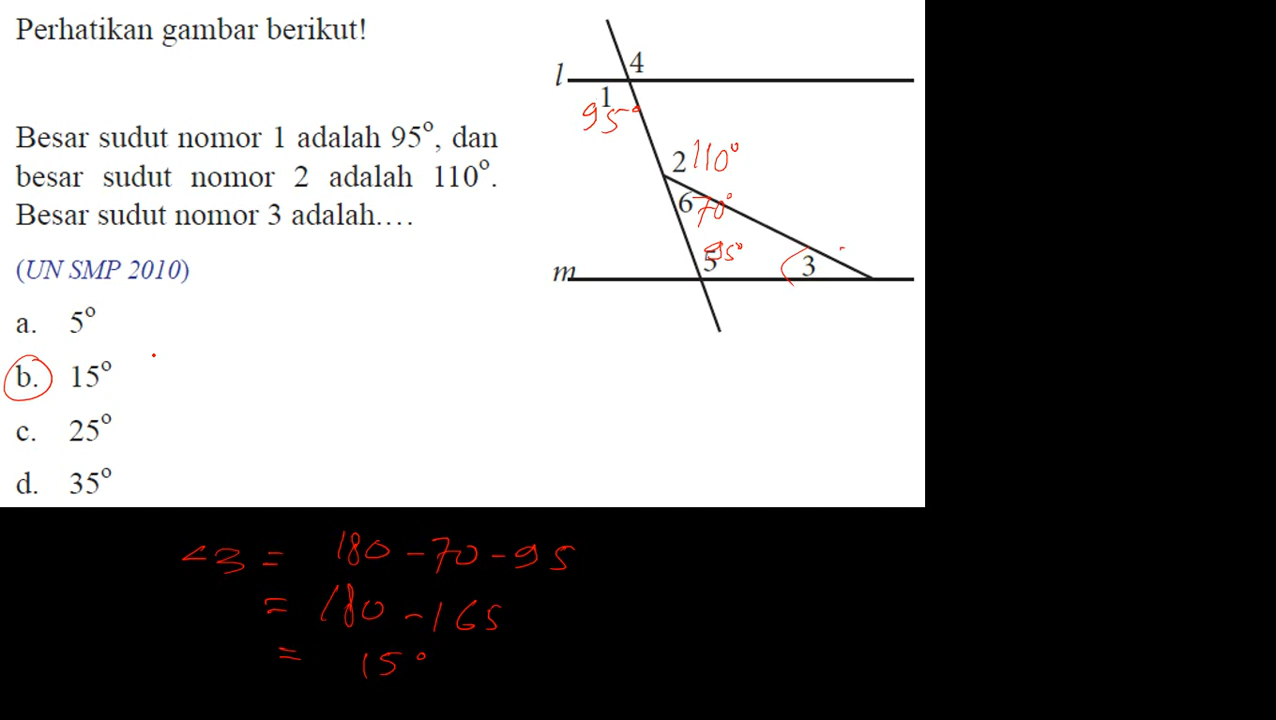 Perhatikan gambar berikut!
Besar sudut nomor 1 adalah 95°, dan
besar sudut nomor 2 adalah 110°.
Besar sudut nomor 3 adalah....
(UN SMP 2010)
a. 5°
b. 15°
c. 25°
d. 35°
l
4
1
95°
2 110°
6 70°
95°
5
3
m
<3 = 180 - 70 - 95
= 180 - 165
= 15°